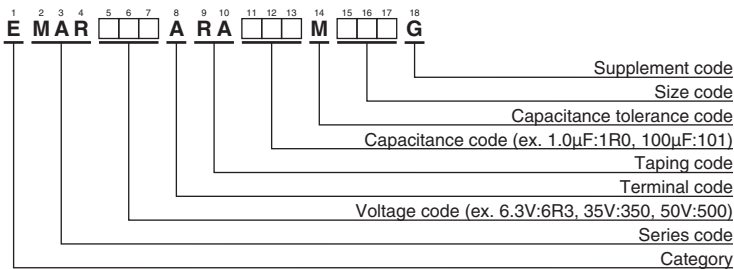 1 2 3 4 5 6 7 8 9 10 11 12 13 14 15 16 17 18
E M A R □ □ □ A R A □ □ □ M □ □ □ G
Supplement code
Size code
Capacitance tolerance code
Capacitance code (ex. 1.0μF:1R0, 100μF:101)
Taping code
Terminal code
Voltage code (ex. 6.3V:6R3, 35V:350, 50V:500)
Series code
Category